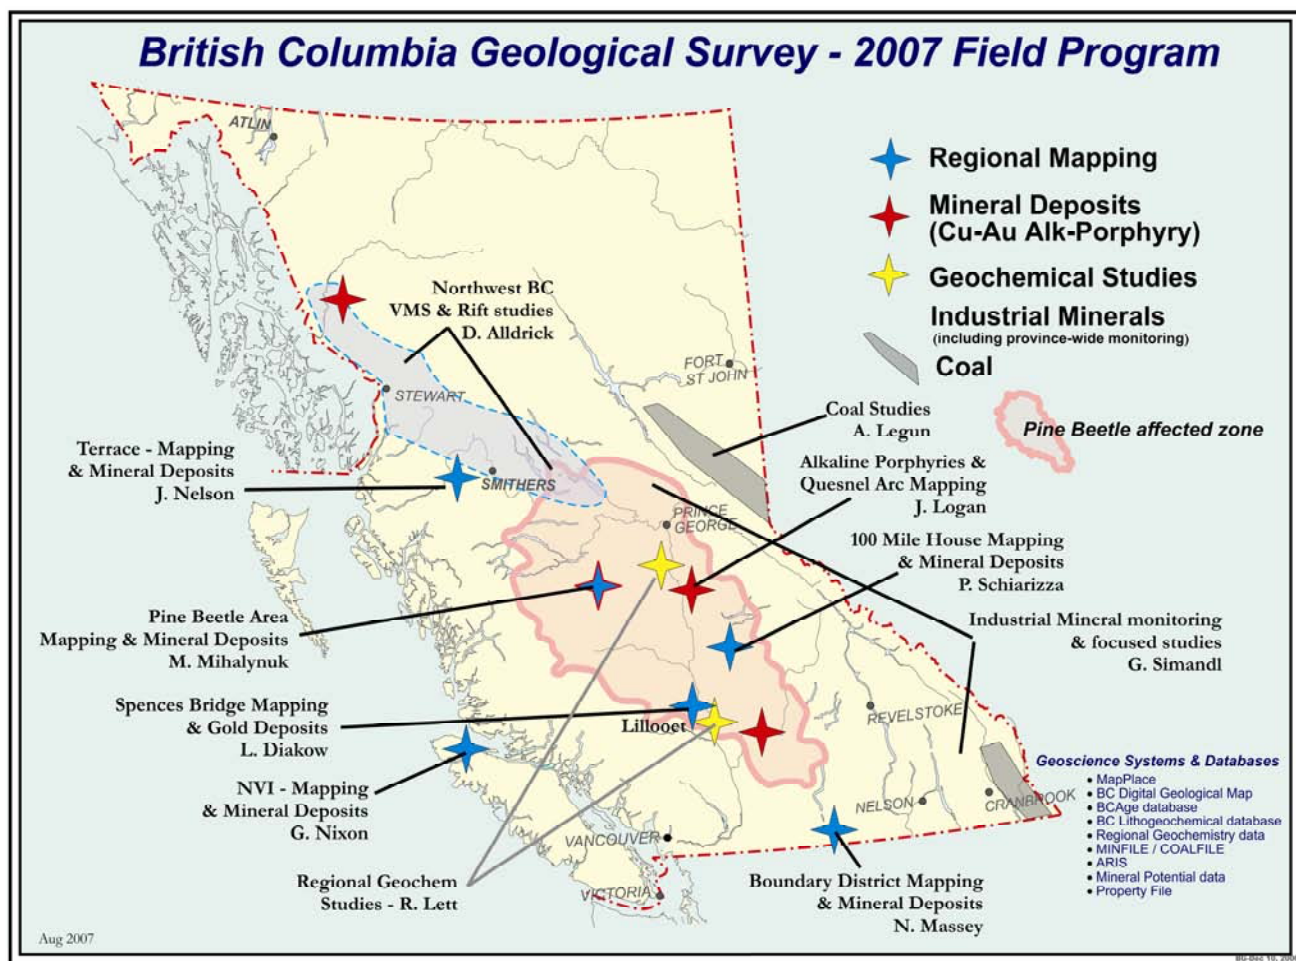 British Columbia Geological Survey - 2007 Field Program
ATLIN
Regional Mapping
Mineral Deposits
(Cu-Au Alk-Porphyry)
Geochemical Studies
Industrial Minerals
(including province-wide monitoring)
Coal
Pine Beetle affected zone
Northwest BC
VMS & Rift studies
D. Alldrick
FORT
ST JOHN
STEWART
Coal Studies
A. Legun
Terrace - Mapping
& Mineral Deposits
J. Nelson
SMITHERS
Alkaline Porphyries &
Quesnel Arc Mapping
J. Logan
PRINCE
GEORGE
100 Mile House Mapping
& Mineral Deposits
P. Schiarizza
Pine Beetle Area
Mapping & Mineral Deposits
M. Mihalynuk
Industrial Mineral monitoring
& focused studies
G. Simandl
Spences Bridge Mapping
& Gold Deposits
L. Diakow
Lillooet
REVELSTOKE
NVI - Mapping
& Mineral Deposits
G. Nixon
NELSON
CRANBROOK
VANCOUVER
VICTORIA
Regional Geochem
Studies - R. Lett
Boundary District Mapping
& Mineral Deposits
N. Massey
Geoscience Systems & Databases
• MapPlace
• BC Digital Geological Map
• BCAge database
• BC Lithogeochemical database
• Regional Geochemistry data
• MINFILE / COALFILE
• ARIS
• Mineral Potential data
• Property File
Aug 2007